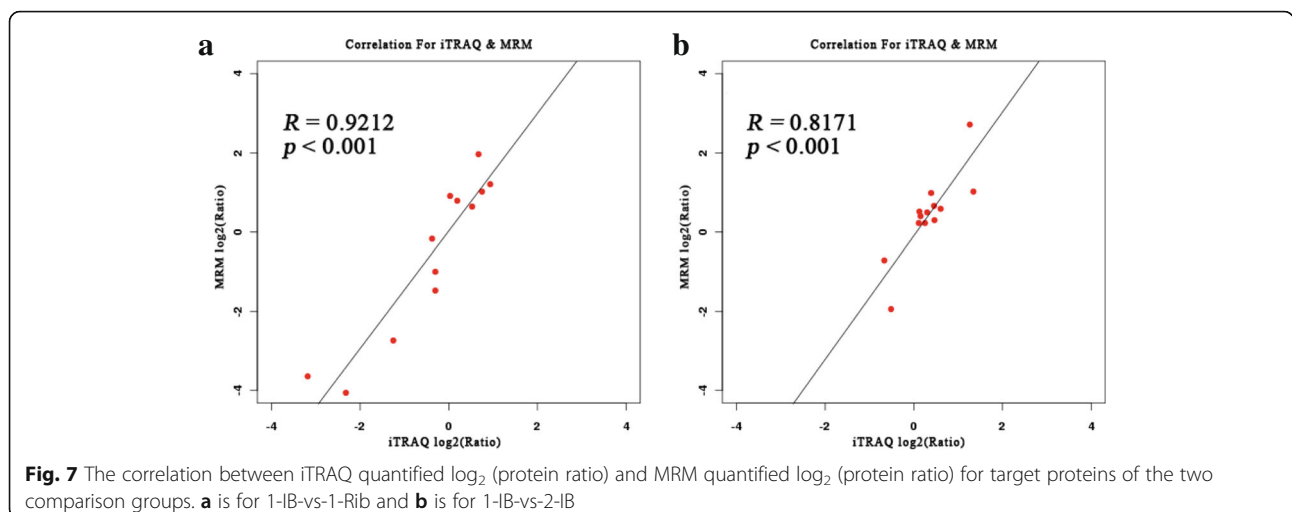 a
Correlation For iTRAQ & MRM
R = 0.9212
p < 0.001
4
2
0
-2
-4
MRM log2(Ratio)
-4 -2 0 2 4
iTRAQ log2(Ratio)
b
Correlation For iTRAQ & MRM
R = 0.8171
p < 0.001
4
2
0
-2
-4
MRM log2(Ratio)
-4 -2 0 2 4
iTRAQ log2(Ratio)
Fig. 7 The correlation between iTRAQ quantified log₂ (protein ratio) and MRM quantified log₂ (protein ratio) for target proteins of the two
comparison groups. a is for 1-IB-vs-1-Rib and b is for 1-IB-vs-2-IB